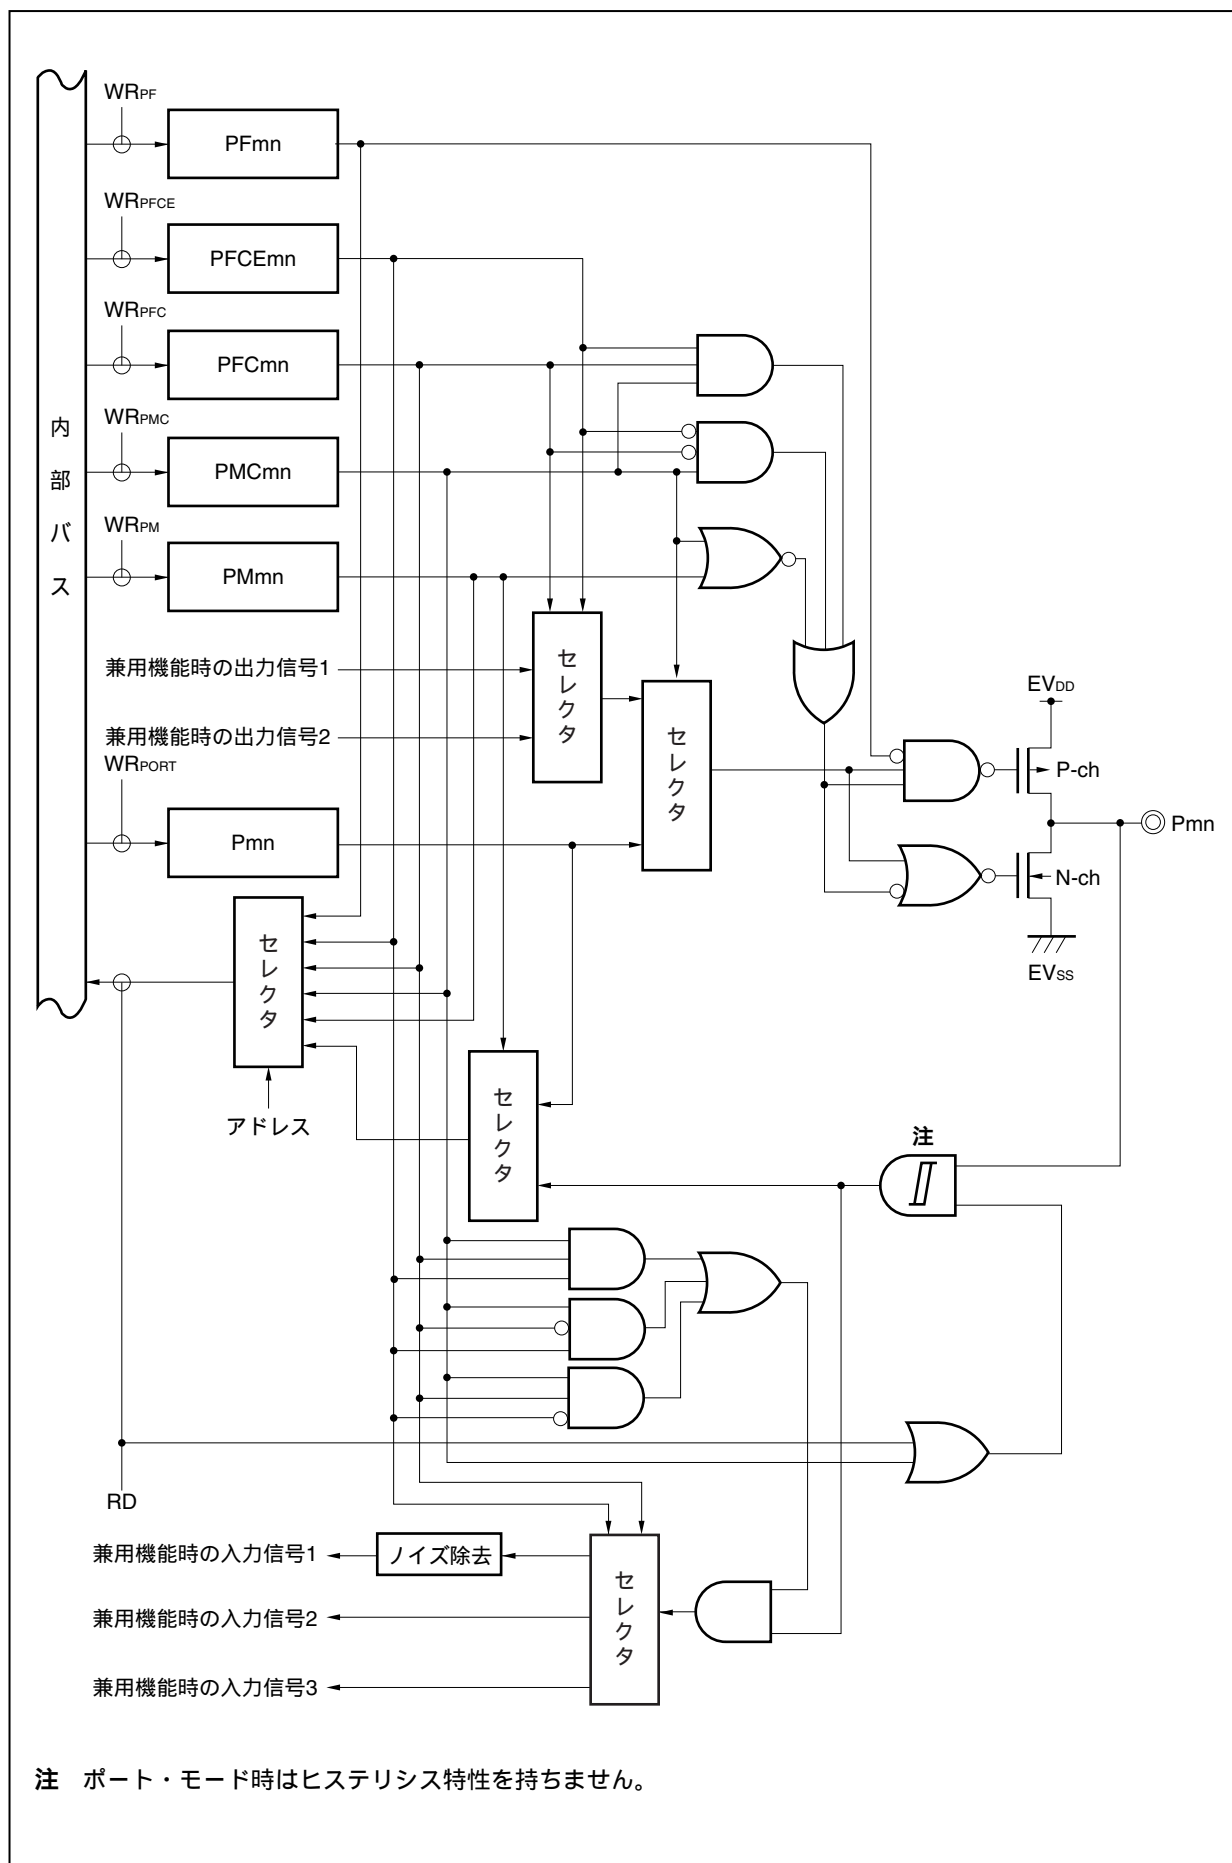 WRPF
PFmn
WRPFCE
PFCEmn
WRPFC
PFCmn
内部バス
WRPMC
PMCmn
WRPM
PMmn
兼用機能時の出力信号1
兼用機能時の出力信号2
セレクタ
セレクタ
WRPORT
Pmn
EVDD
P-ch
Pmn
N-ch
EVSS
セレクタ
アドレス
セレクタ
注
RD
兼用機能時の入力信号1
ノイズ除去
兼用機能時の入力信号2
兼用機能時の入力信号3
セレクタ
注 ポート・モード時はヒステリシス特性を持ちません。